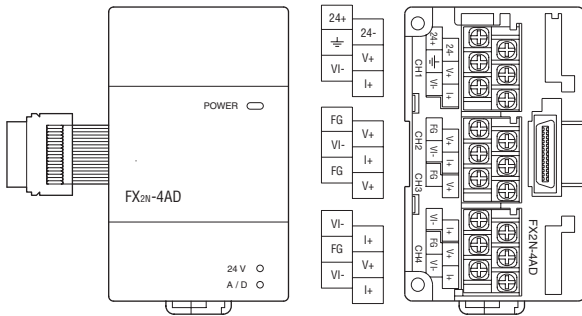 POWER
FX2N-4AD
24 V
A / D
24+
24-
V+
VI-
I+
FG
V+
VI-
I+
FG
V+
VI-
I+
FG
V+
VI-
I+
CH1
24+
24-
V+
VI-
I+
CH2
FG
V+
VI-
I+
CH3
FG
V+
VI-
I+
CH4
FG
V+
VI-
I+
FX2N-4AD